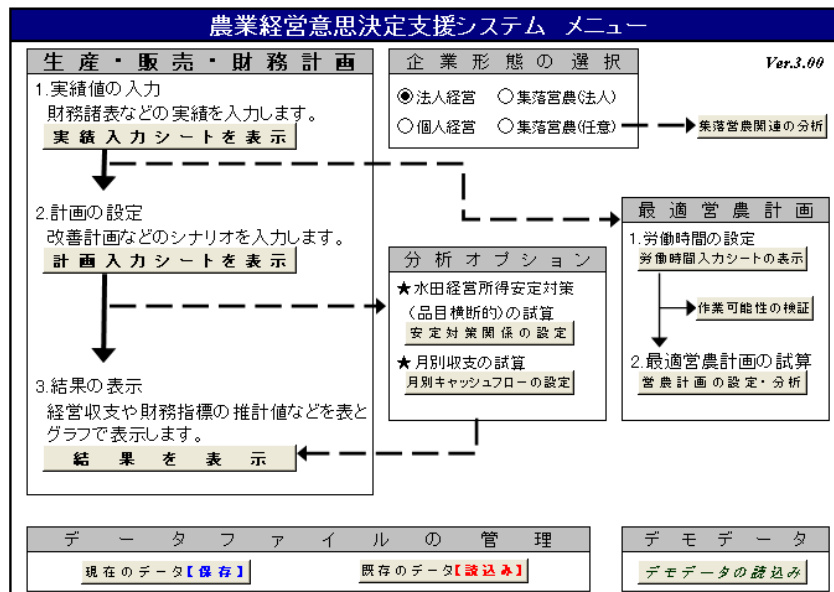 農業経営意思決定支援システム メニュー
生産・販売・財務計画
1.実績値の入力
財務諸表などの実績を入力します。
実績入力シートを表示
2.計画の設定
改善計画などのシナリオを入力します。
計画入力シートを表示
3.結果の表示
経営収支や財務指標の推計値などを表と
グラフで表示します。
結果を表示
企業形態の選択
法人経営 集落営農(法人)
個人経営 集落営農(任意)
Ver.3.00
集落営農関連の分析
分析オプション
★水田経営所得安定対策
(品目横断的)の試算
安定対策関係の設定
★月別収支の試算
月別キャッシュフローの設定
最適営農計画
1.労働時間の設定
労働時間入力シートの表示
作業可能性の検証
2.最適営農計画の試算
営農計画の設定・分析
データファイルの管理
現在のデータ【保存】 既存のデータ【読込み】
デモデータ
デモデータの読込み